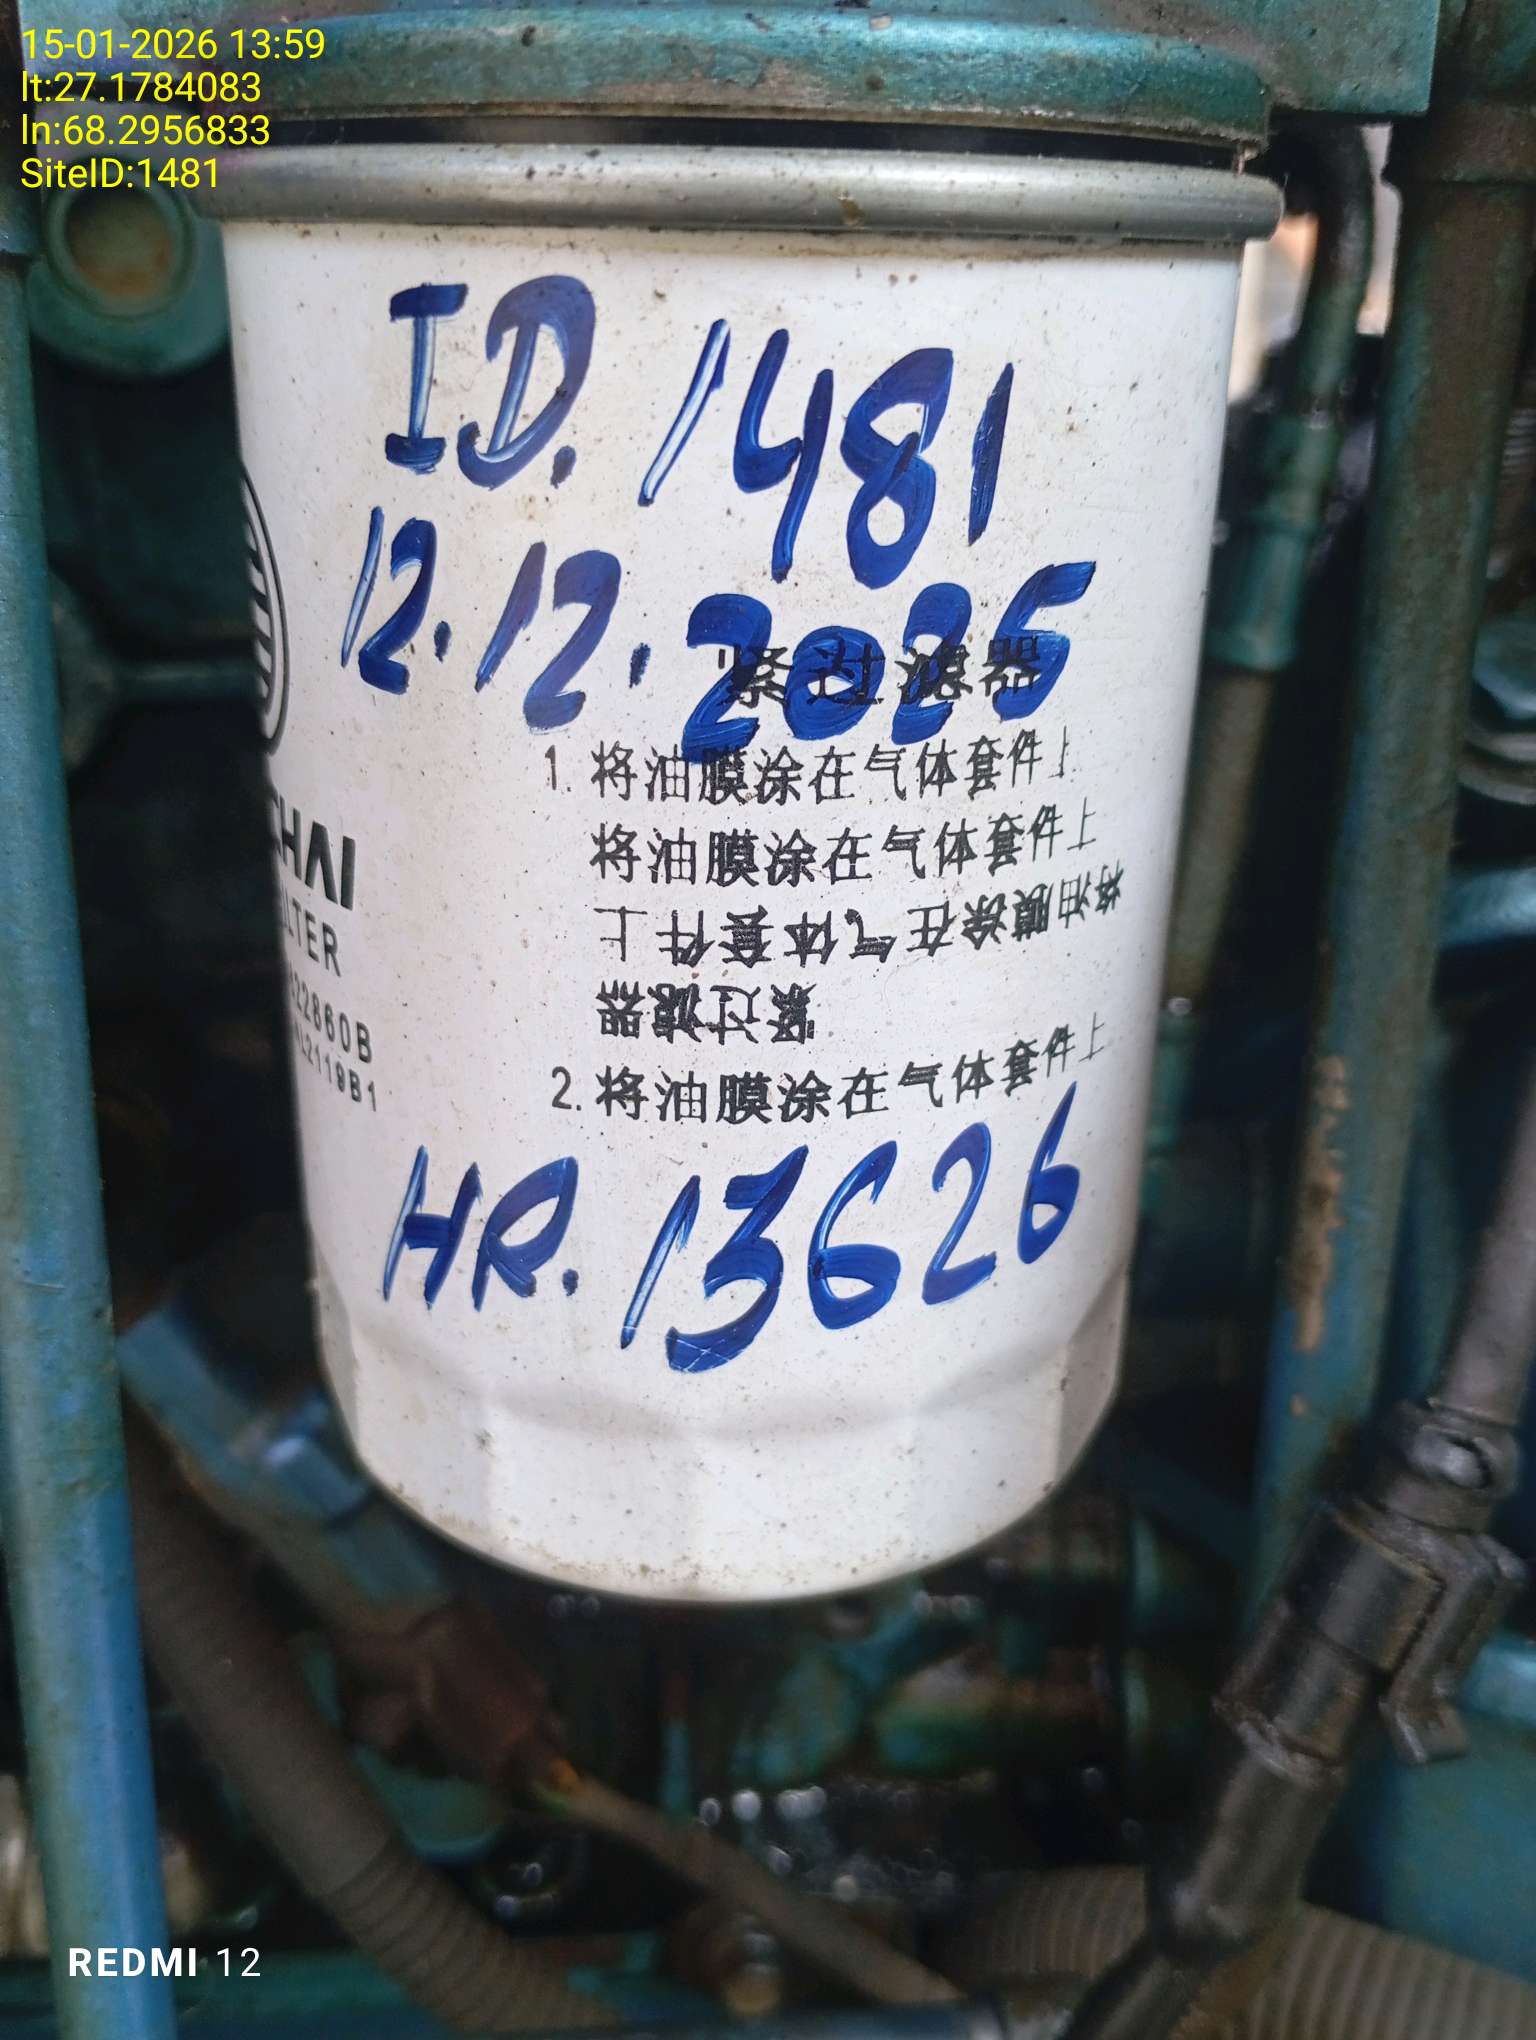 15-01-2026 13:59
lt:27.1784083
ln:68.2956833
SiteID:1481
ID. 1481
12.12.2025
紧过滤器
1. 将油膜涂在气体套件上
将油膜涂在气体套件上
将油膜涂在气体套件上
紧过滤器
2. 将油膜涂在气体套件上
CHAI
ILTER
22860B
L2119B1
HR. 13626
REDMI 12